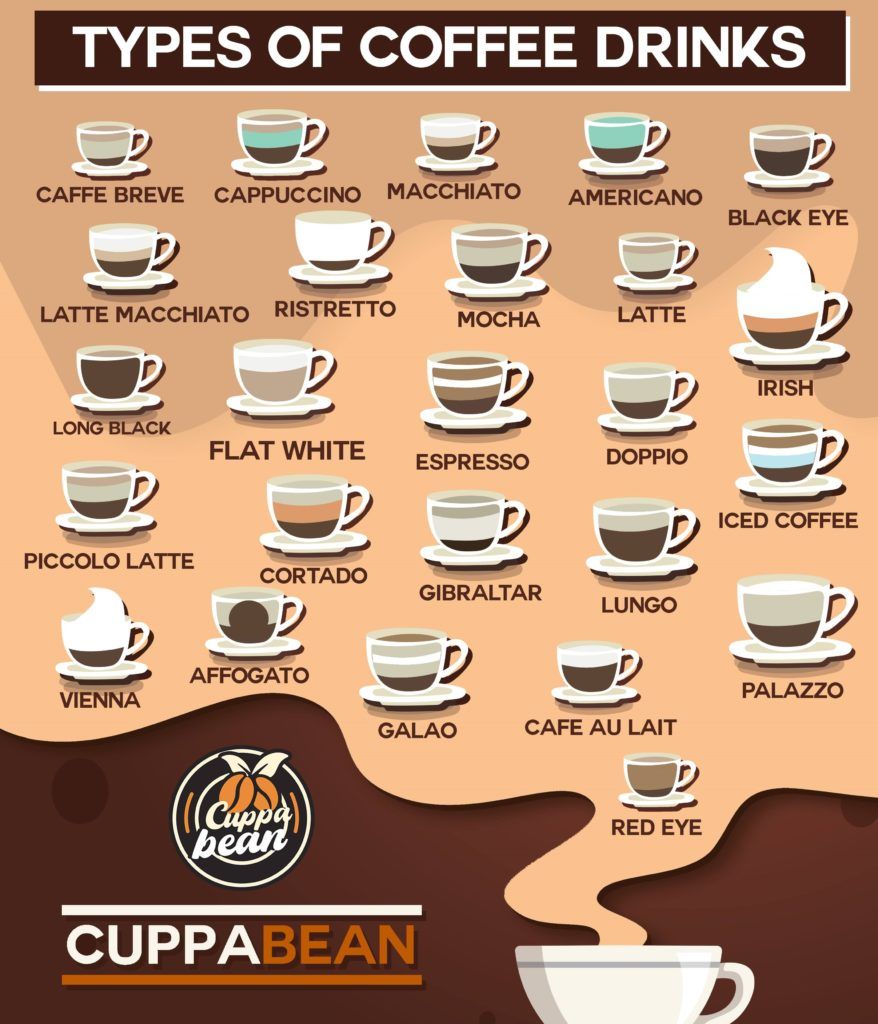 TYPES OF COFFEE DRINKS
CAFFE BREVE
CAPPUCCINO
MACCHIATO
AMERICANO
BLACK EYE
LATTE MACCHIATO
RISTRETTO
MOCHA
LATTE
IRISH
LONG BLACK
FLAT WHITE
ESPRESSO
DOPPIO
ICED COFFEE
PICCOLO LATTE
CORTADO
GIBRALTAR
LUNGO
VIENNA
AFFOGATO
GALAO
CAFE AU LAIT
PALAZZO
RED EYE
Cuppa
bean
CUPPABEAN